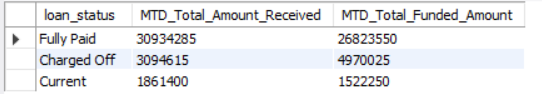 loan_status MTD_Total_Amount_Received MTD_Total_Funded_Amount
Fully Paid 30934285 26823550
Charged Off 3094615 4970025
Current 1861400 1522250